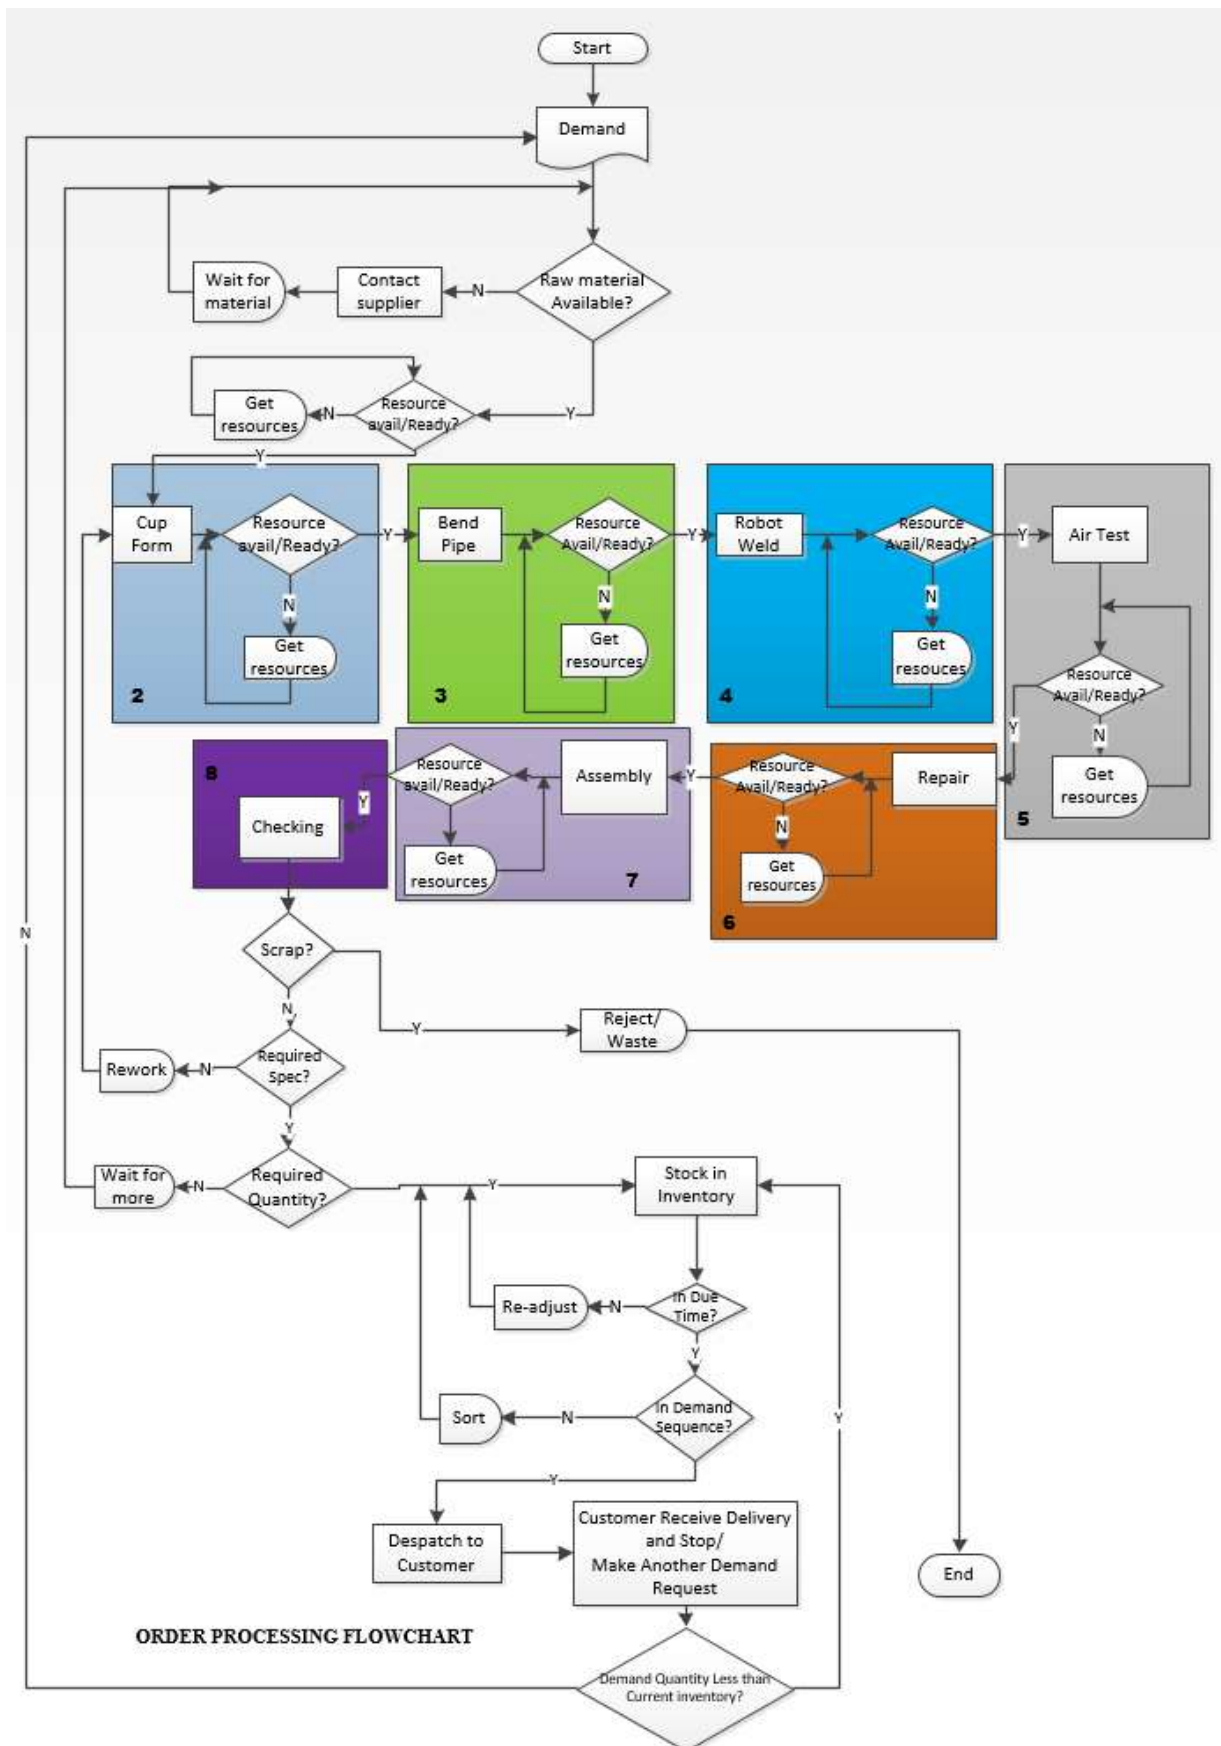 Start
Demand
Raw material
Available?
N
Contact
supplier
Wait for
material
Y
Resource
avail/Ready?
N
Get
resources
Y
Cup
Form
Resource
avail/Ready?
N
Get
resources
2
Y
Bend
Pipe
Resource
Avail/Ready?
N
Get
resources
3
Y
Robot
Weld
Resource
Avail/Ready?
N
Get
resouces
4
Y
Air Test
Resource
Avail/Ready?
N
Get
resources
5
Y
Repair
Resource
Avail/Ready?
N
Get
resources
6
Y
Assembly
Resource
avail/Ready?
Get
resources
7
Y
8
Checking
Scrap?
Y
Reject/
Waste
N
Required
Spec?
N
Rework
Y
Required
Quantity?
N
Wait for
more
Y
Stock in
Inventory
In Due
Time?
N
Re-adjust
Y
In Demand
Sequence?
N
Sort
Y
Despatch to
Customer
Customer Receive Delivery
and Stop/
Make Another Demand
Request
Demand Quantity Less than
Current inventory?
Y
N
End
ORDER PROCESSING FLOWCHART